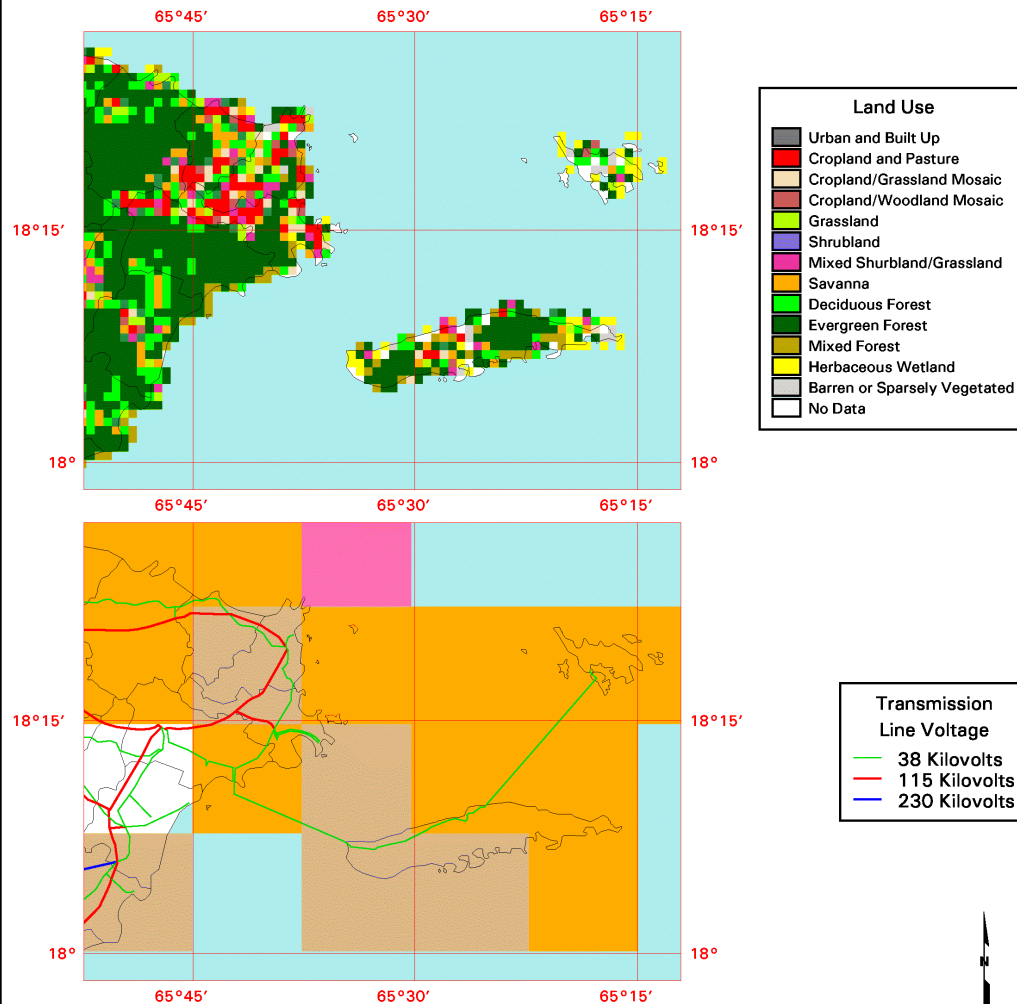 65°45′ 65°30′ 65°15′
18°15′ 18°15′
18° 18°
65°45′ 65°30′ 65°15′
Land Use
Urban and Built Up
Cropland and Pasture
Cropland/Grassland Mosaic
Cropland/Woodland Mosaic
Grassland
Shrubland
Mixed Shurbland/Grassland
Savanna
Deciduous Forest
Evergreen Forest
Mixed Forest
Herbaceous Wetland
Barren or Sparsely Vegetated
No Data
18°15′ 18°15′
18° 18°
65°45′ 65°30′ 65°15′
Transmission
Line Voltage
38 Kilovolts
115 Kilovolts
230 Kilovolts
N